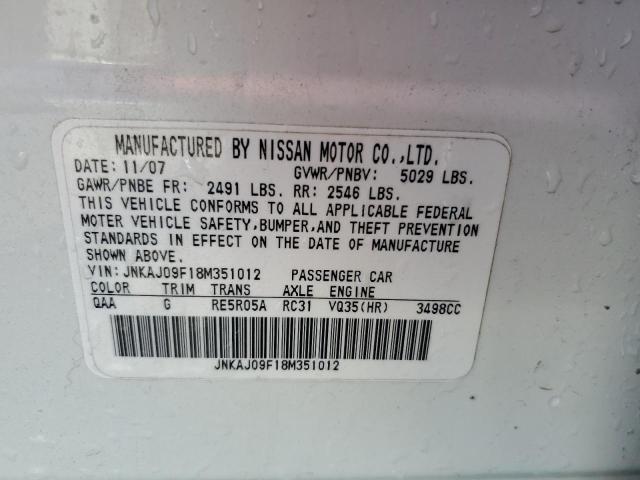 MANUFACTURED BY NISSAN MOTOR CO.,LTD.
DATE: 11/07 GVWR/PNBV: 5029 LBS.
GAWR/PNBE FR: 2491 LBS. RR: 2546 LBS.
THIS VEHICLE CONFORMS TO ALL APPLICABLE FEDERAL
MOTER VEHICLE SAFETY,BUMPER,AND THEFT PREVENTION
STANDARDS IN EFFECT ON THE DATE OF MANUFACTURE
SHOWN ABOVE.
VIN: JNKAJ09F18M351012 PASSENGER CAR
COLOR TRIM TRANS AXLE ENGINE
QAA G RE5R05A RC31 VQ35(HR) 3498CC
JNKAJ09F18M351012